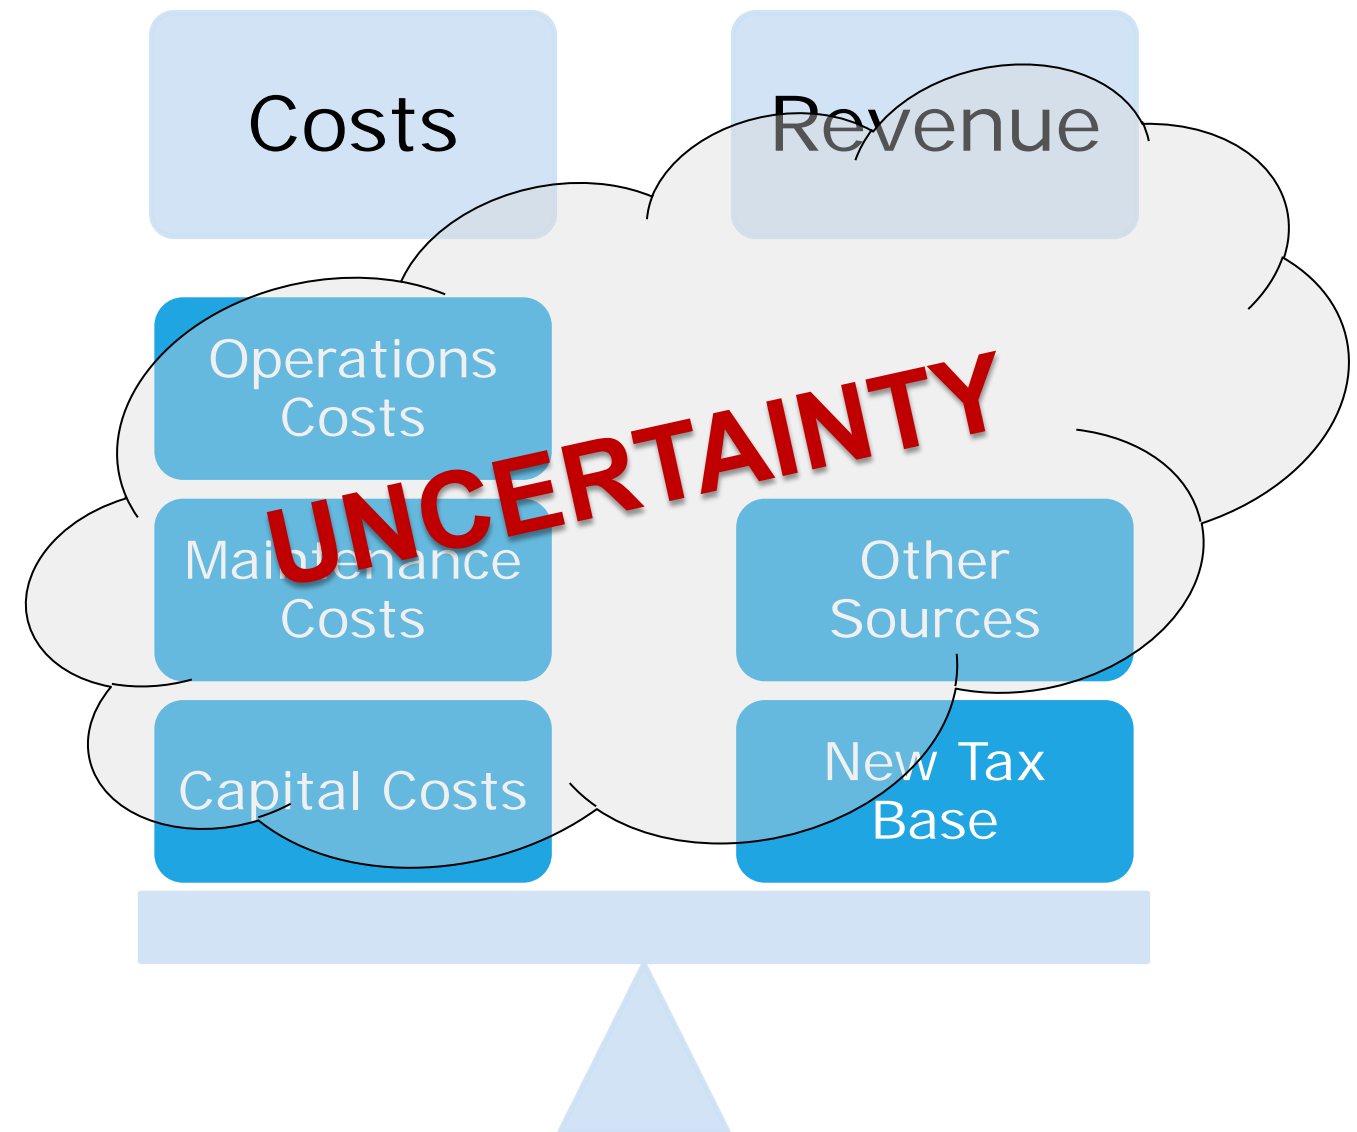 Costs
Revenue
Operations
Costs
UNCERTAINTY
Maintenance
Costs
Other
Sources
Capital Costs
New Tax
Base